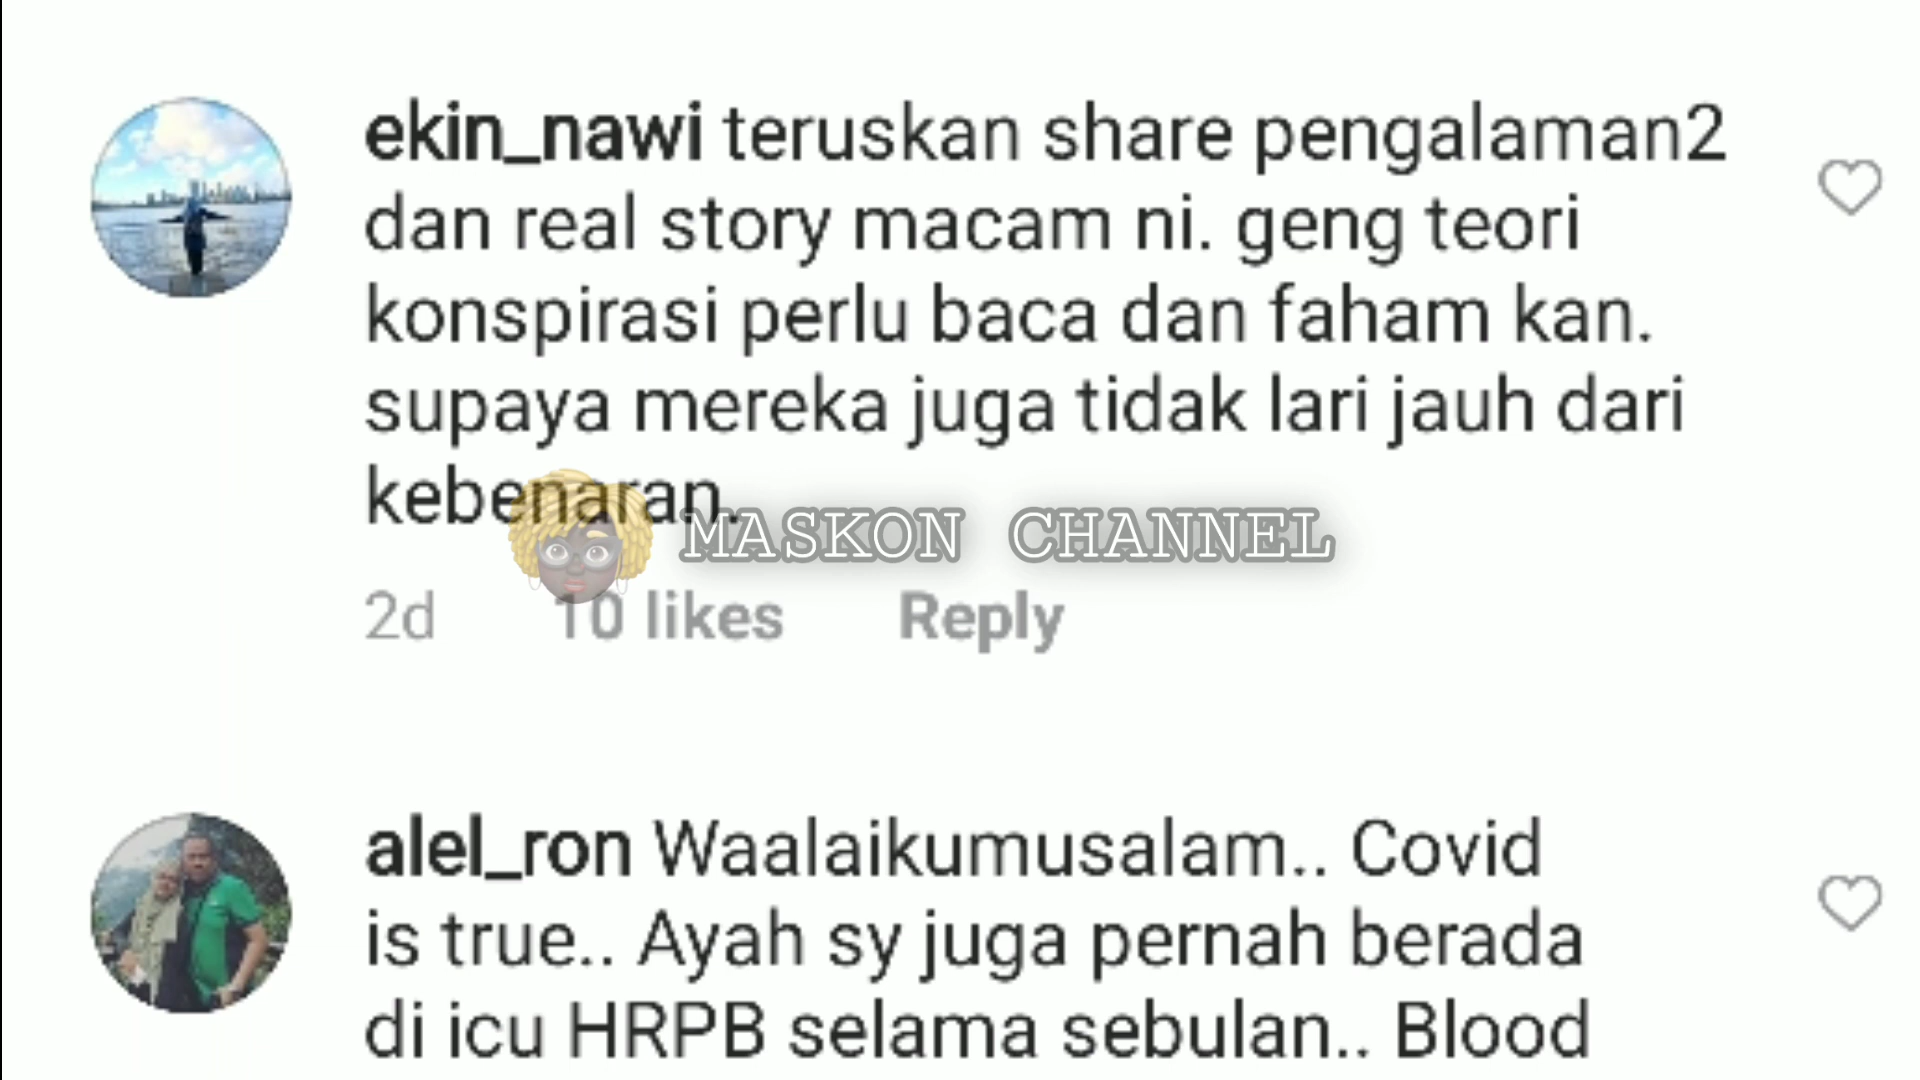 ekin_nawi teruskan share pengalaman2
dan real story macam ni. geng teori
konspirasi perlu baca dan faham kan.
supaya mereka juga tidak lari jauh dari
kebenaran.
MASKON CHANNEL
2d 10 likes Reply
alel_ron Waalaikumusalam.. Covid
is true.. Ayah sy juga pernah berada
di icu HRPB selama sebulan.. Blood